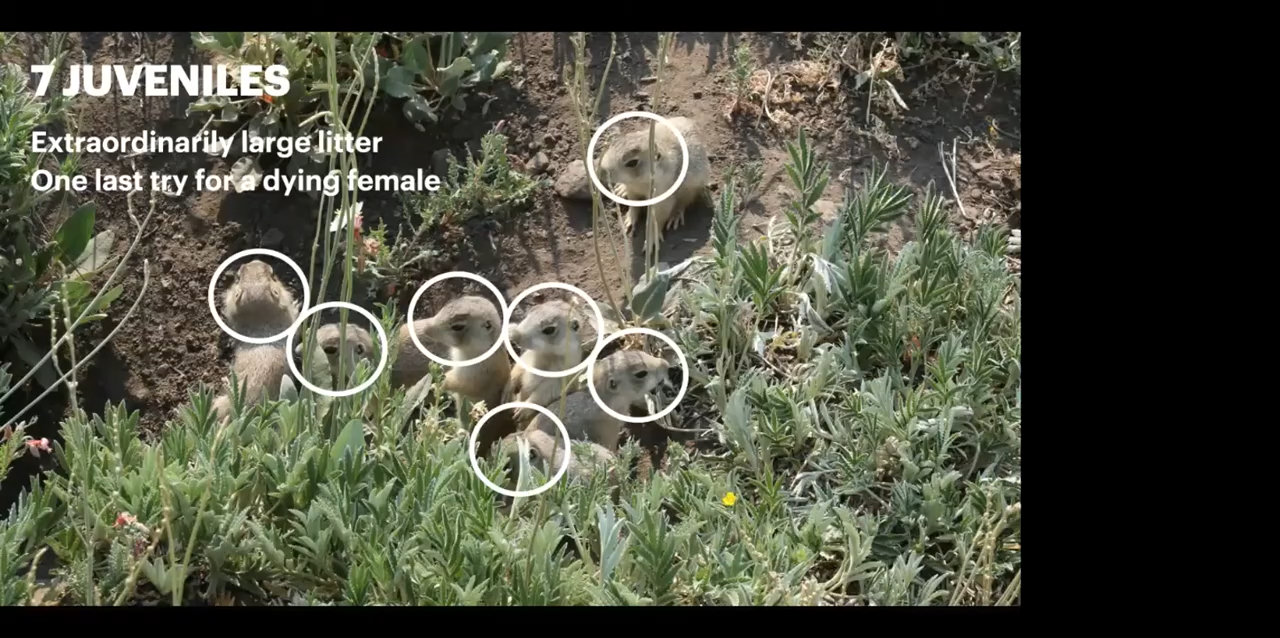 7 JUVENILES
Extraordinarily large litter
One last try for a dying female